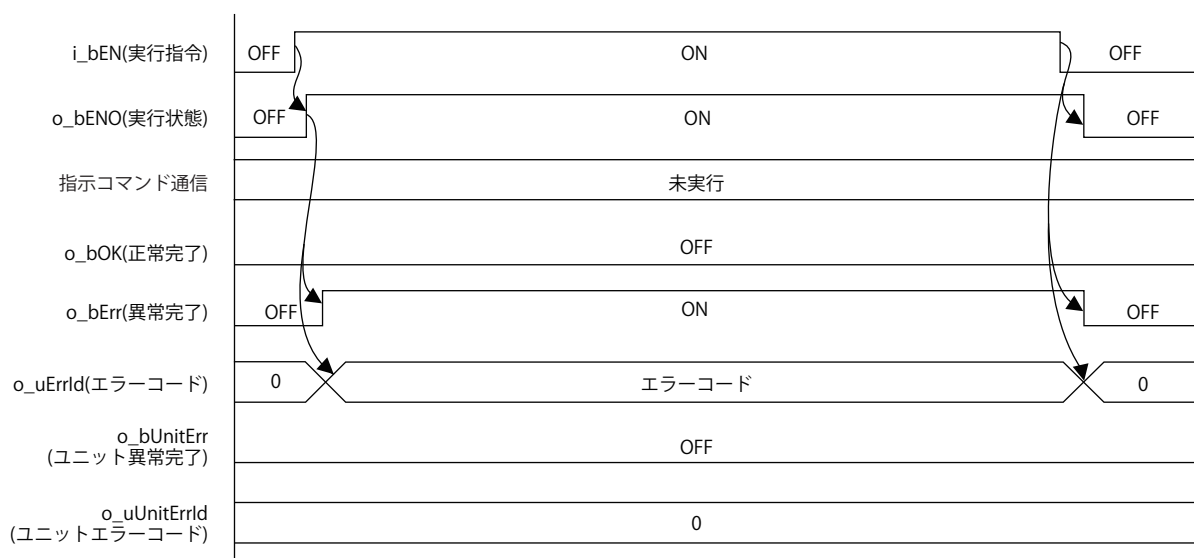 i_bEN(実行指令)
OFF
ON
OFF
o_bENO(実行状態)
OFF
ON
OFF
指示コマンド通信
未実行
o_bOK(正常完了)
OFF
o_bErr(異常完了)
OFF
ON
OFF
o_uErrId(エラーコード)
0
エラーコード
0
o_bUnitErr
(ユニット異常完了)
OFF
o_uUnitErrId
(ユニットエラーコード)
0